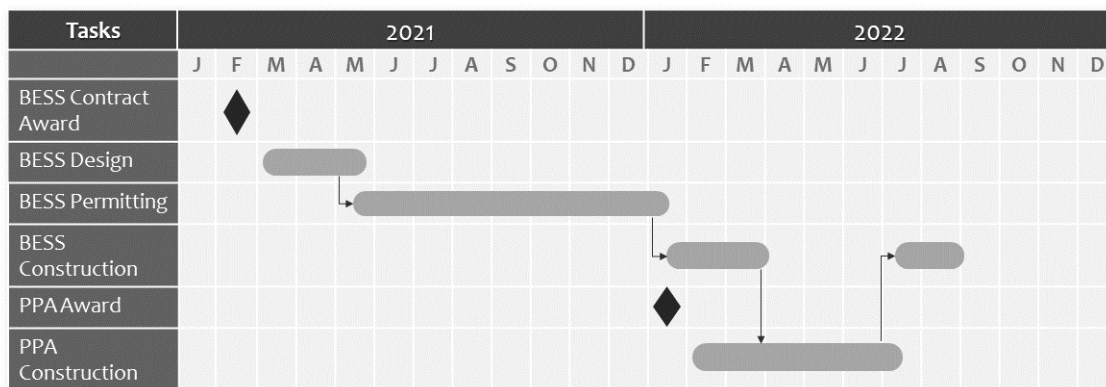 Tasks 2021 2022
J F M A M J J A S O N D J F M A M J J A S O N D
BESS Contract
Award
BESS Design
BESS Permitting
BESS
Construction
PPA Award
PPA
Construction